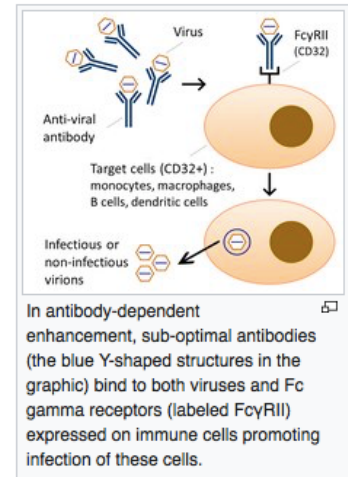 Virus
FcγRII
(CD32)
Anti-viral
antibody
Target cells (CD32+) :
monocytes, macrophages,
B cells, dendritic cells
Infectious or
non-infectious
virions
In antibody-dependent
enhancement, sub-optimal antibodies
(the blue Y-shaped structures in the
graphic) bind to both viruses and Fc
gamma receptors (labeled FcγRII)
expressed on immune cells promoting
infection of these cells.